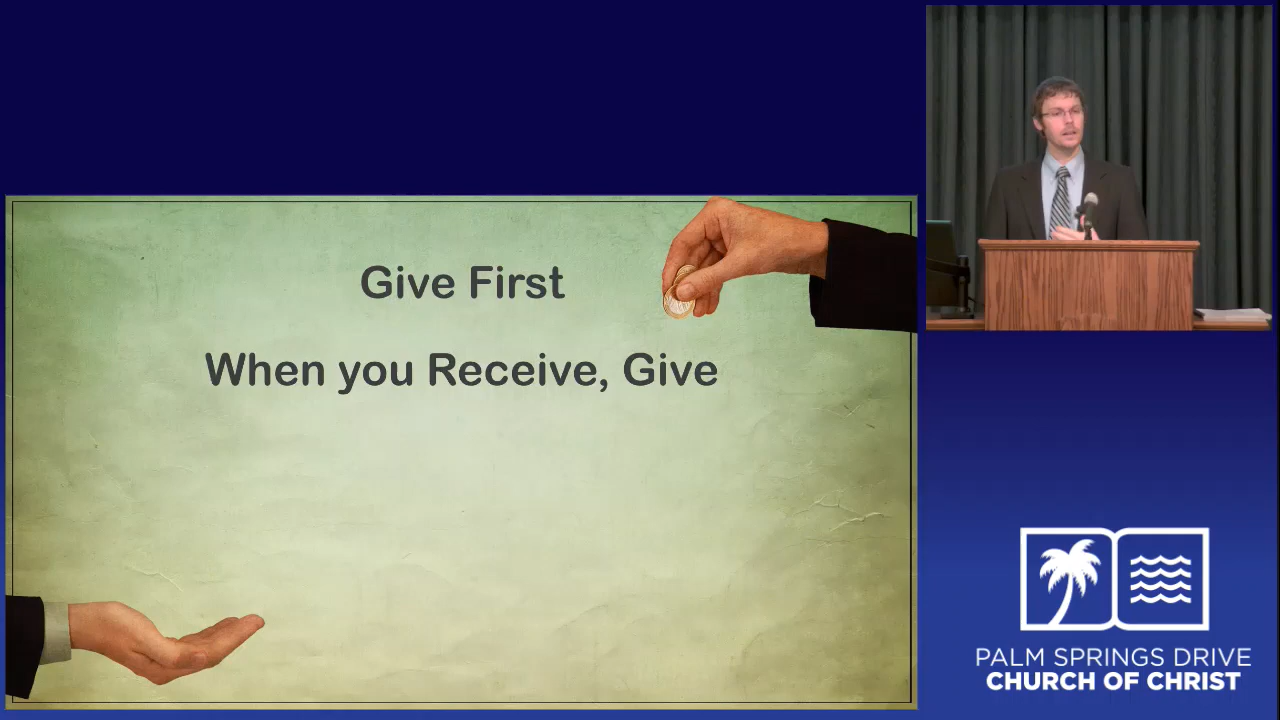 Give First
When you Receive, Give
PALM SPRINGS DRIVE
CHURCH OF CHRIST